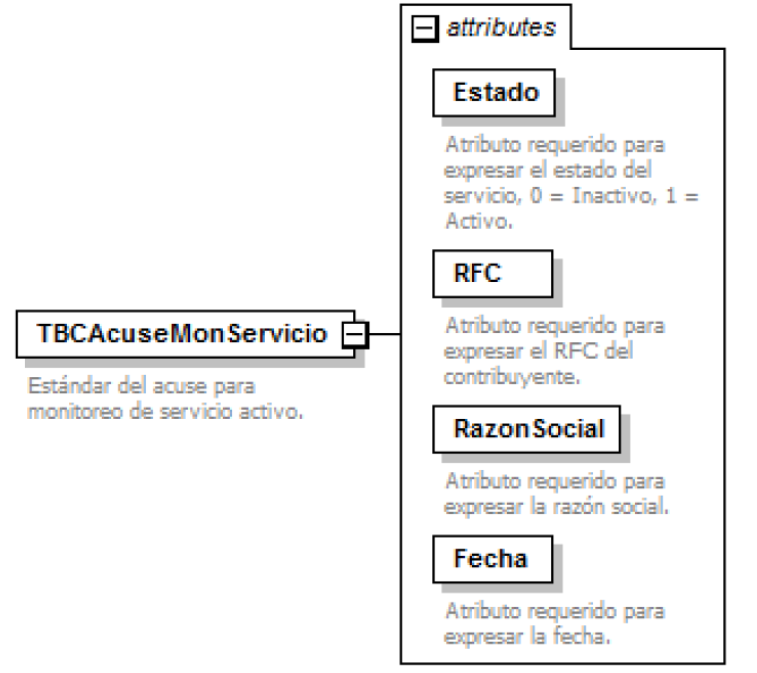 attributes
Estado
Atributo requerido para
expresar el estado del
servicio, 0 = Inactivo, 1 =
Activo.
RFC
Atributo requerido para
expresar el RFC del
contribuyente.
TBCAcuseMonServicio
Estándar del acuse para
monitoreo de servicio activo.
RazonSocial
Atributo requerido para
expresar la razón social.
Fecha
Atributo requerido para
expresar la fecha.